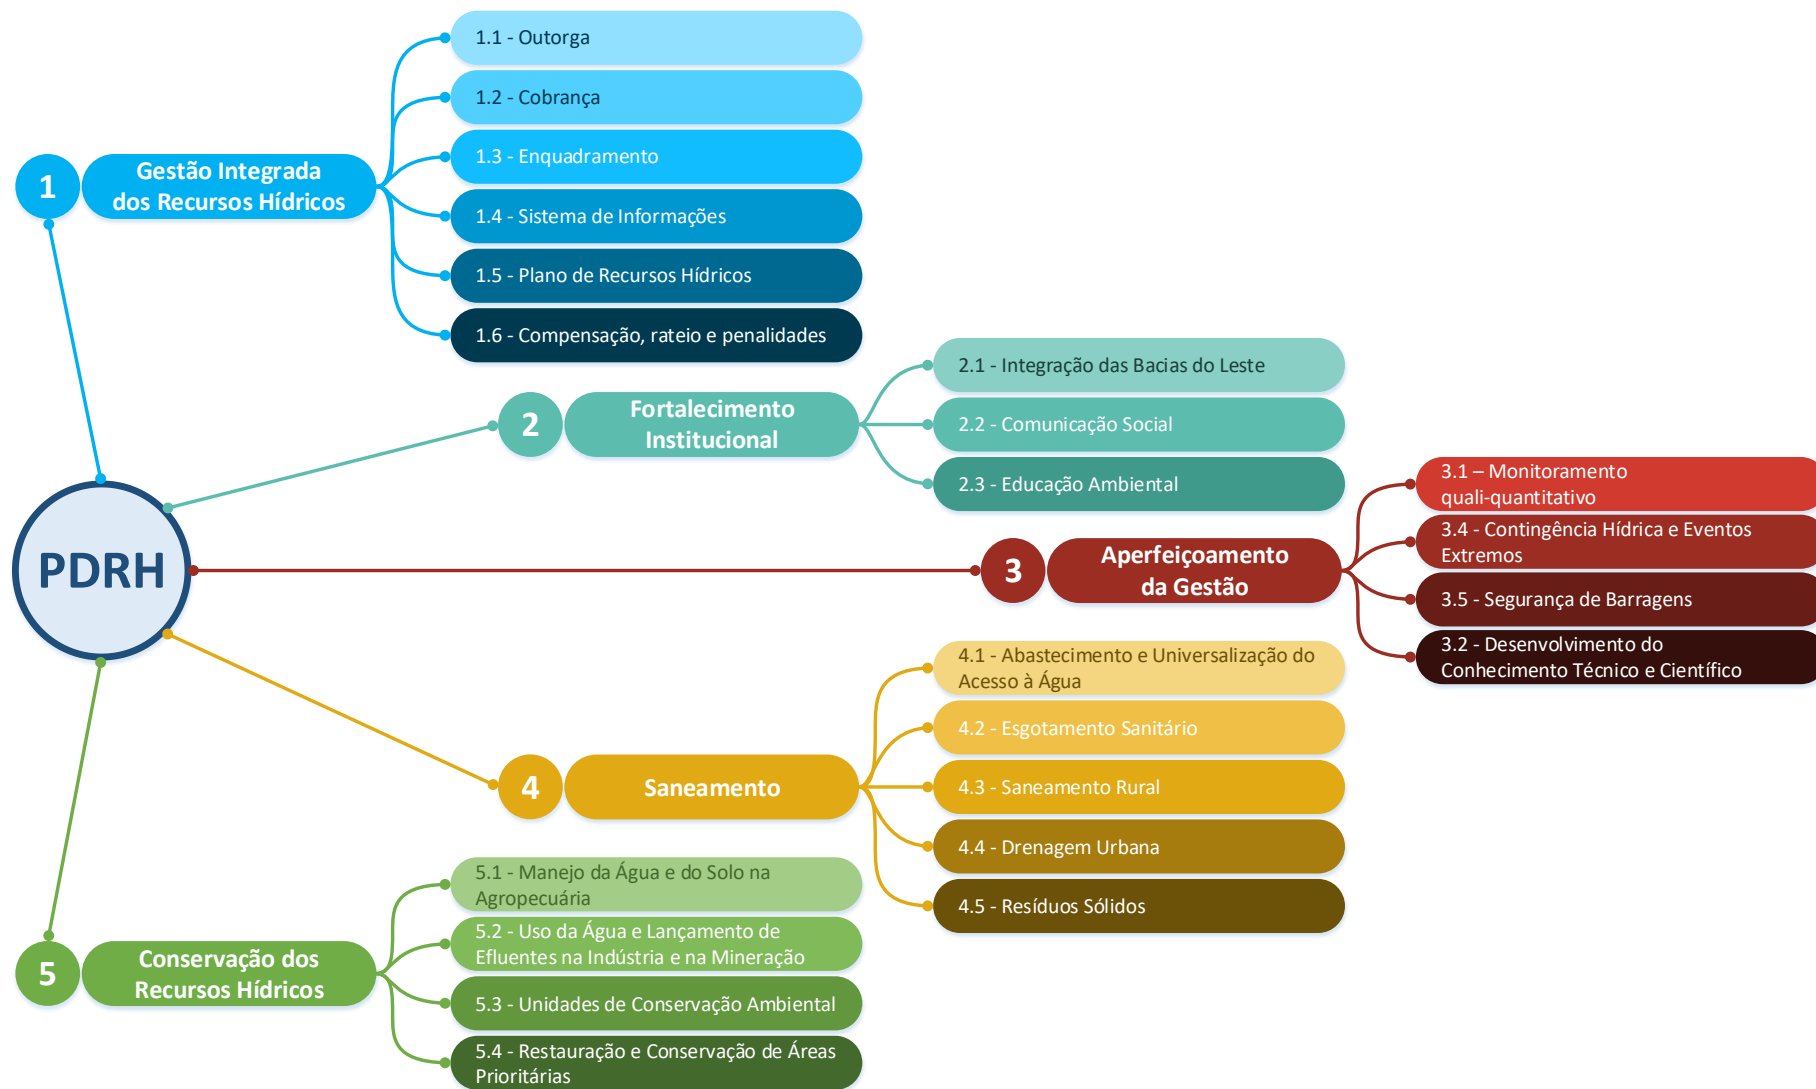 PDRH
1
Gestão Integrada
dos Recursos Hídricos
1.1 - Outorga
1.2 - Cobrança
1.3 - Enquadramento
1.4 - Sistema de Informações
1.5 - Plano de Recursos Hídricos
1.6 - Compensação, rateio e penalidades
2
Fortalecimento
Institucional
2.1 - Integração das Bacias do Leste
2.2 - Comunicação Social
2.3 - Educação Ambiental
3
Aperfeiçoamento
da Gestão
3.1 – Monitoramento
quali-quantitativo
3.4 - Contingência Hídrica e Eventos
Extremos
3.5 - Segurança de Barragens
3.2 - Desenvolvimento do
Conhecimento Técnico e Científico
4
Saneamento
4.1 - Abastecimento e Universalização do
Acesso à Água
4.2 - Esgotamento Sanitário
4.3 - Saneamento Rural
4.4 - Drenagem Urbana
4.5 - Resíduos Sólidos
5
Conservação dos
Recursos Hídricos
5.1 - Manejo da Água e do Solo na
Agropecuária
5.2 - Uso da Água e Lançamento de
Efluentes na Indústria e na Mineração
5.3 - Unidades de Conservação Ambiental
5.4 - Restauração e Conservação de Áreas
Prioritárias